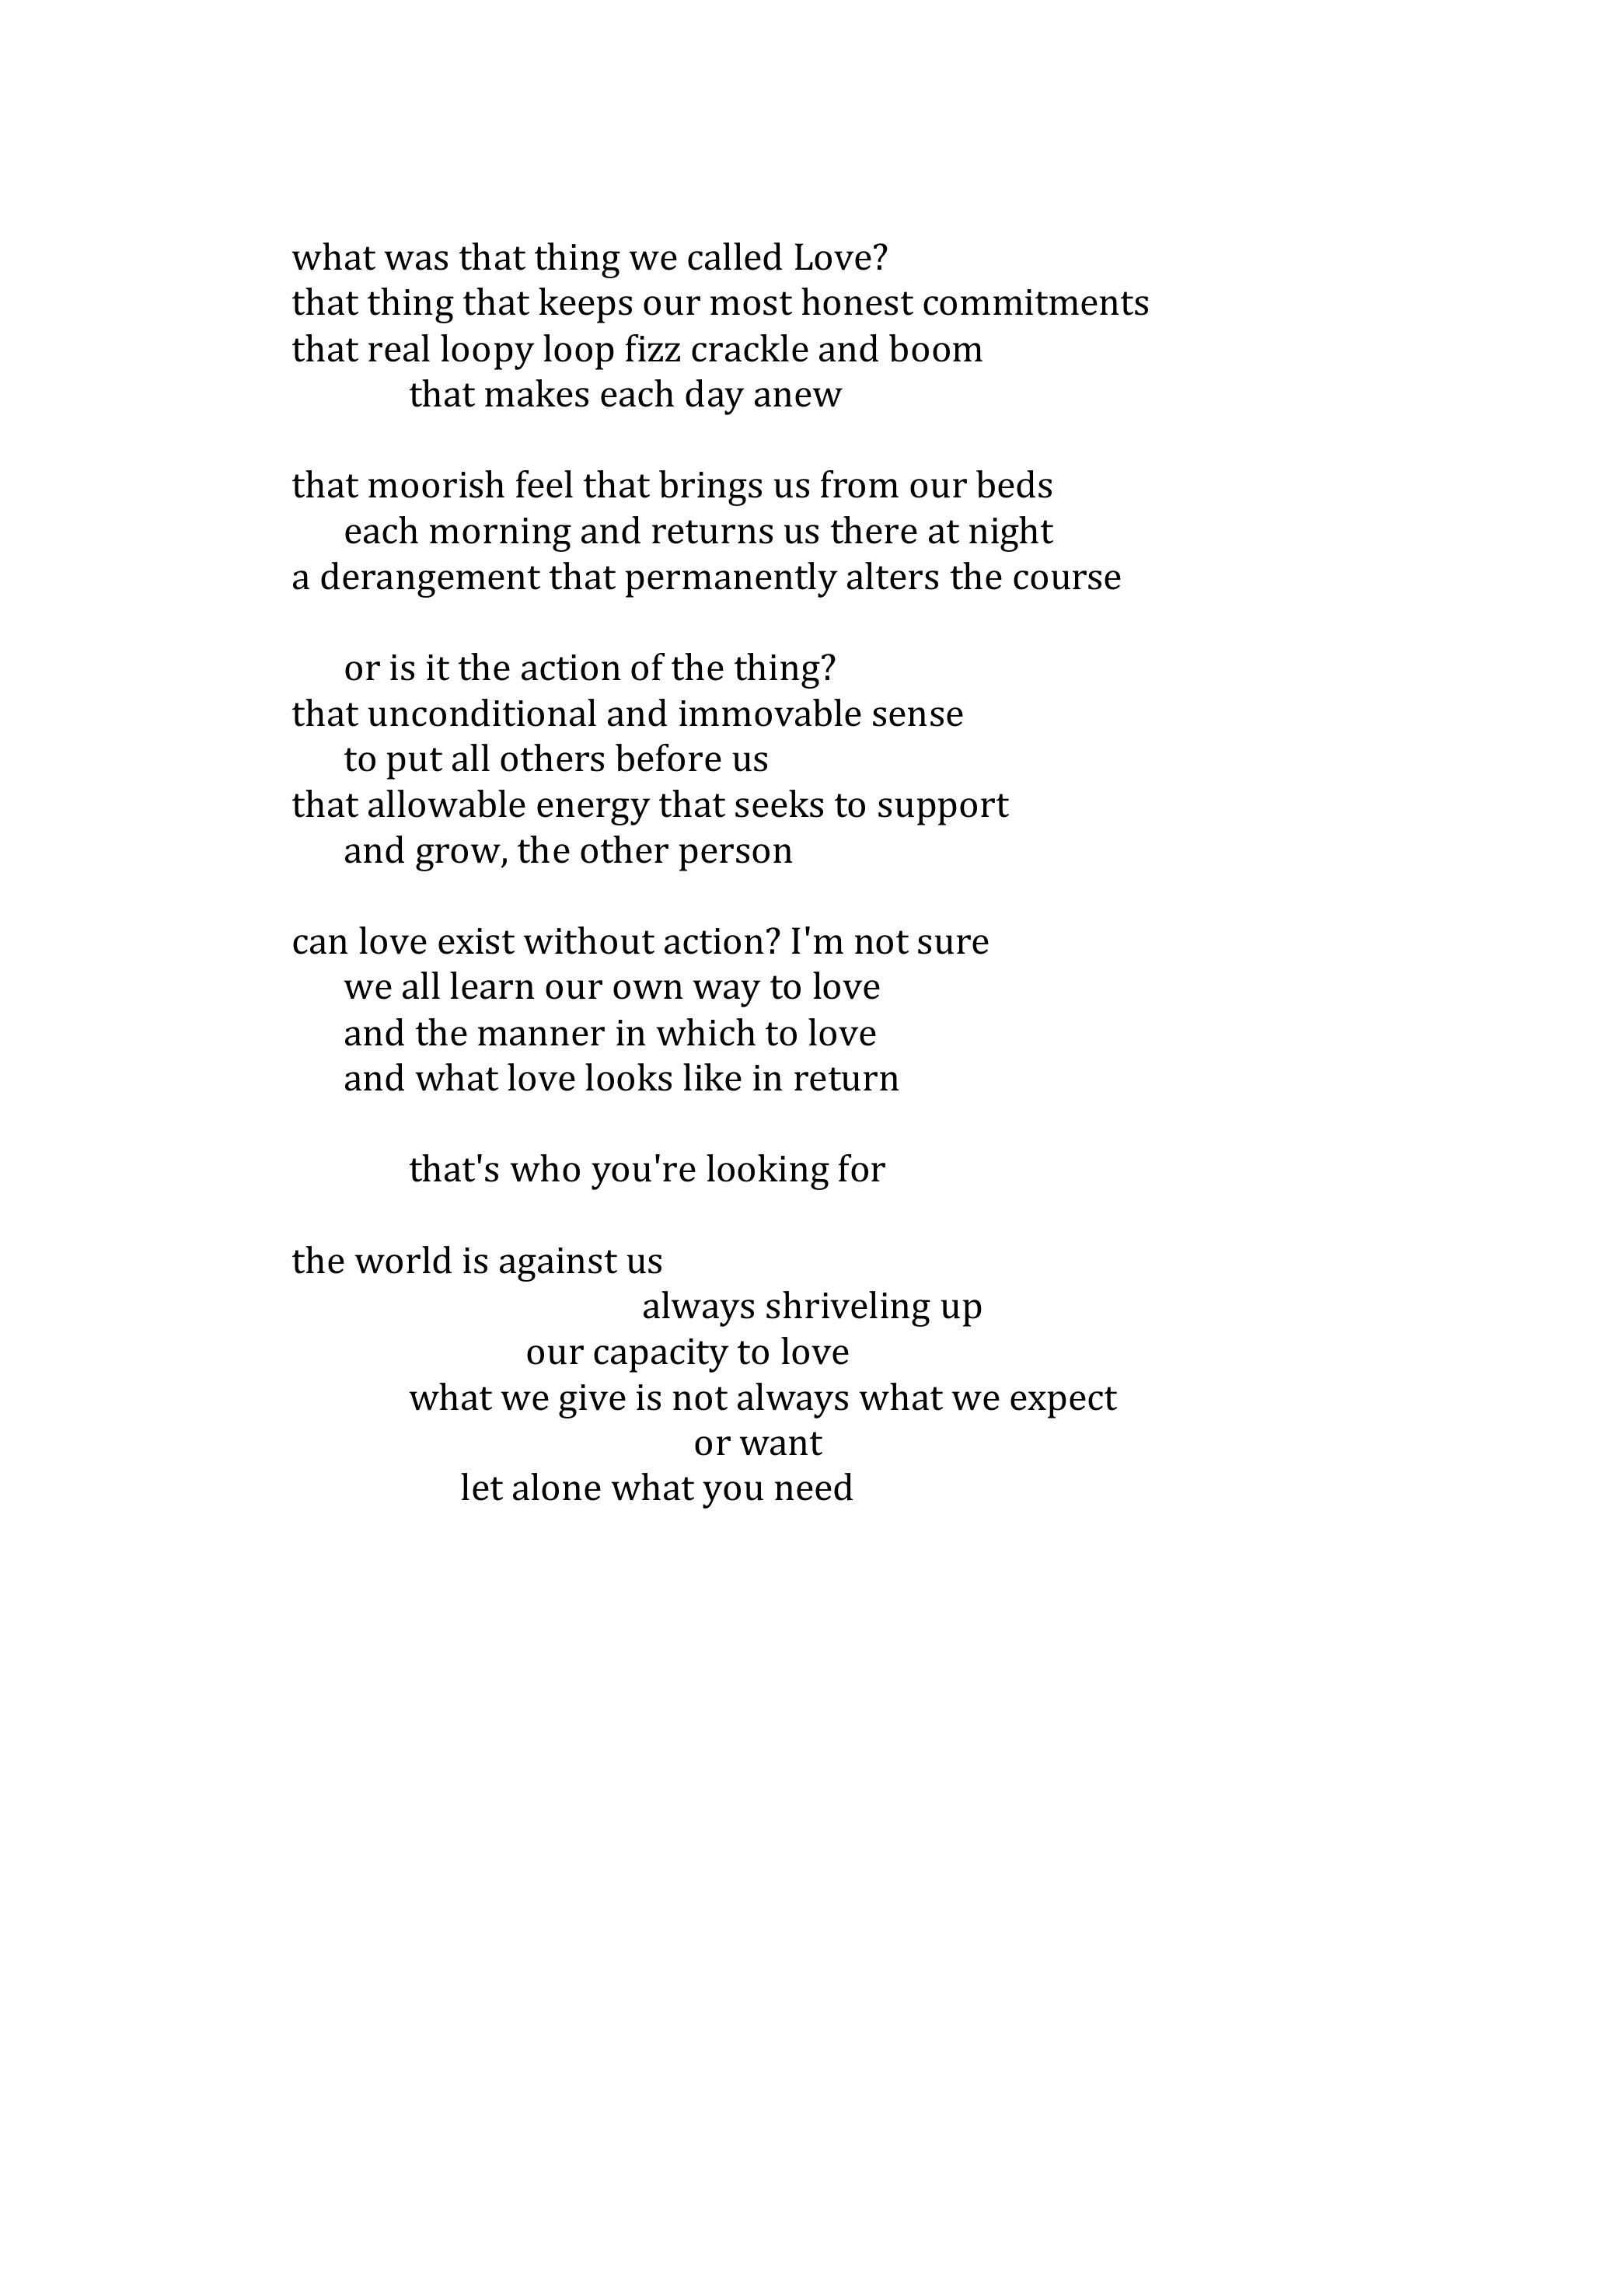 what was that thing we called Love?
that thing that keeps our most honest commitments
that real loopy loop fizz crackle and boom
that makes each day anew
that moorish feel that brings us from our beds
each morning and returns us there at night
a derangement that permanently alters the course
or is it the action of the thing?
that unconditional and immovable sense
to put all others before us
that allowable energy that seeks to support
and grow, the other person
can love exist without action? I'm not sure
we all learn our own way to love
and the manner in which to love
and what love looks like in return
that's who you're looking for
the world is against us
always shriveling up
our capacity to love
what we give is not always what we expect
or want
let alone what you need